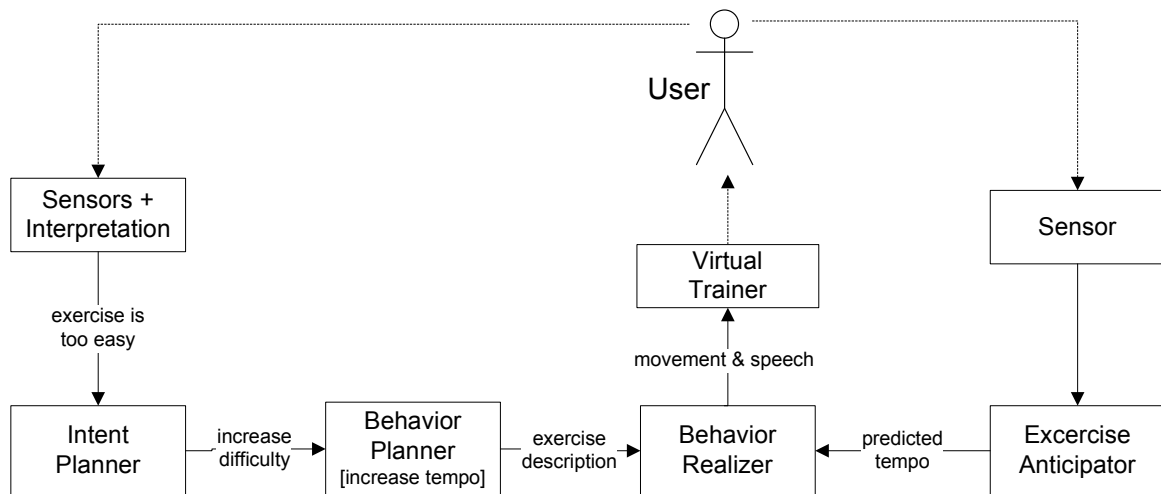 User
Sensors +
Interpretation
Sensor
Virtual
Trainer
exercise is
too easy
movement & speech
Intent
Planner
increase
difficulty
Behavior
Planner
[increase tempo]
exercise
description
Behavior
Realizer
predicted
tempo
Excercise
Anticipator